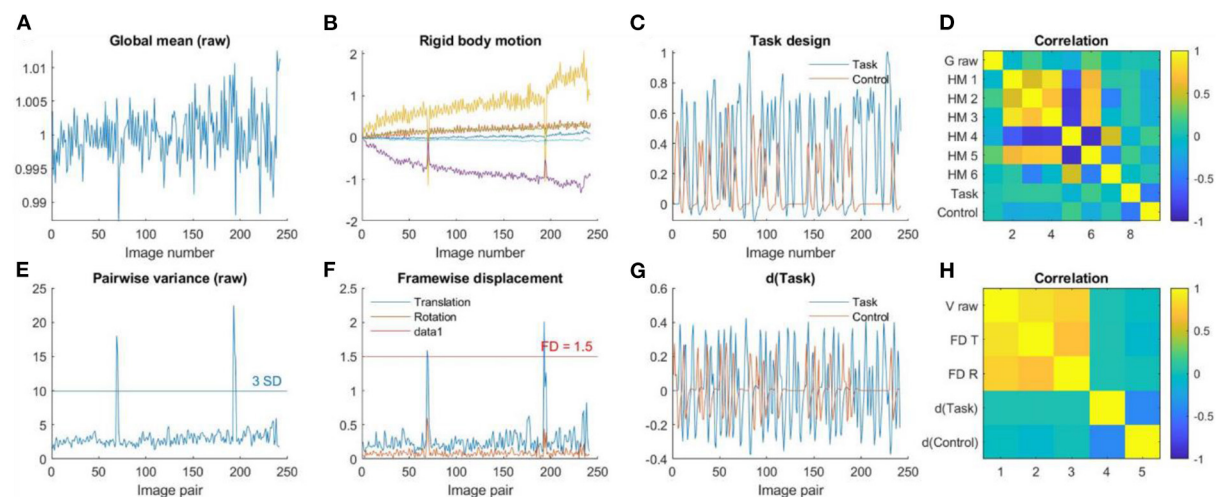 A
Global mean (raw)
1.01
1.005
1
0.995
0.99
0 50 100 150 200 250
Image number
B
Rigid body motion
2
1
0
-1
-2
0 50 100 150 200 250
Image number
C
Task design
Task
Control
1
0.8
0.6
0.4
0.2
0
0 50 100 150 200 250
Image number
D
Correlation
G raw
HM 1
HM 2
HM 3
HM 4
HM 5
HM 6
Task
Control
2 4 6 8
1
0.5
0
-0.5
-1
E
Pairwise variance (raw)
25
20
15
10
5
0
3 SD
0 50 100 150 200 250
Image pair
F
Framewise displacement
Translation
Rotation
data1
FD = 1.5
2.5
2
1.5
1
0.5
0
0 50 100 150 200 250
Image pair
G
d(Task)
Task
Control
0.6
0.4
0.2
0
-0.2
-0.4
0 50 100 150 200 250
Image pair
H
Correlation
V raw
FD T
FD R
d(Task)
d(Control)
1 2 3 4 5
1
0.5
0
-0.5
-1